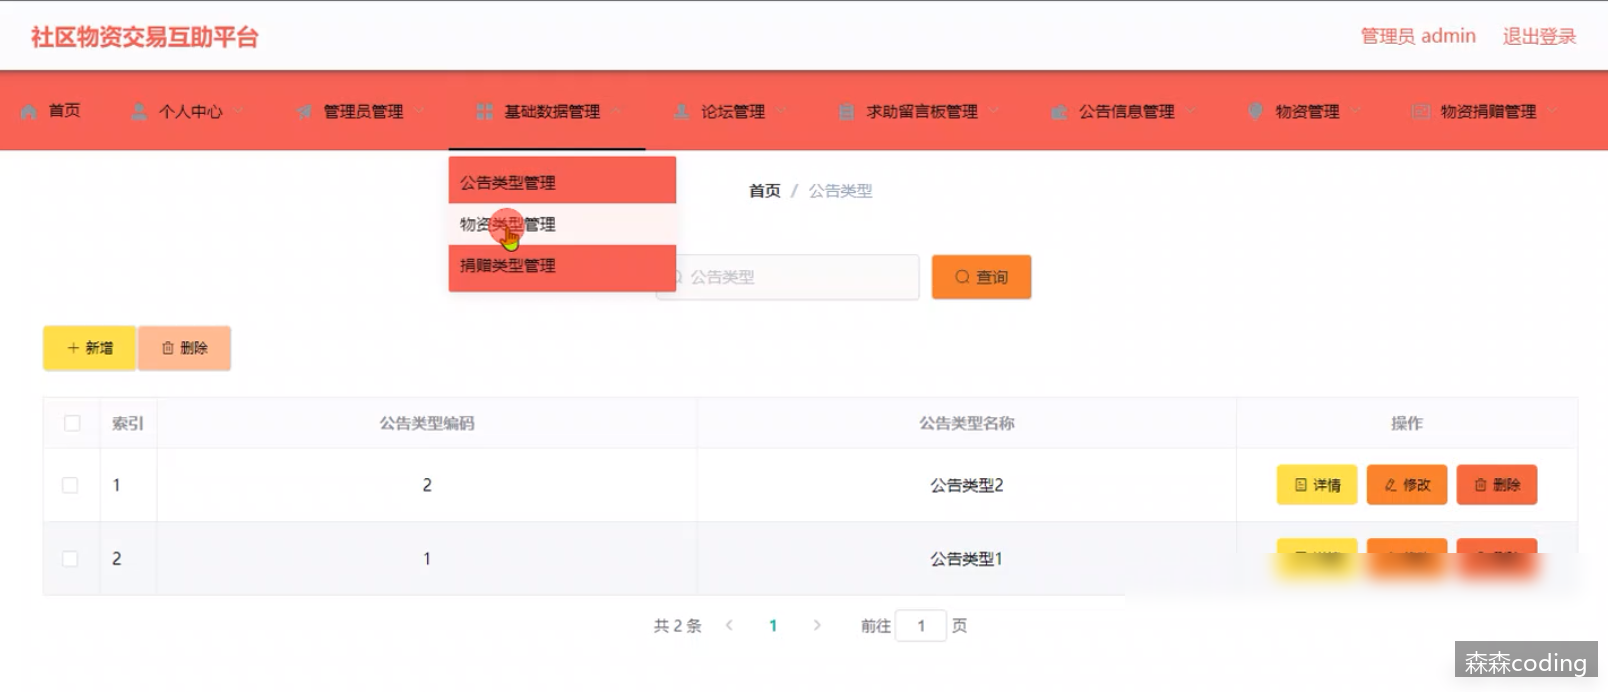 社区物资交易互助平台
管理员 admin 退出登录
首页 个人中心 管理员管理 基础数据管理 论坛管理 求助留言板管理 公告信息管理 物资管理 物资捐赠管理
公告类型管理
物资类型管理
捐赠类型管理
首页 / 公告类型
公告类型 查询
新增 删除
索引 公告类型编码 公告类型名称 操作
1 2 公告类型2 详情 修改 删除
2 1 公告类型1
共 2 条 1 前往 1 页
森森coding